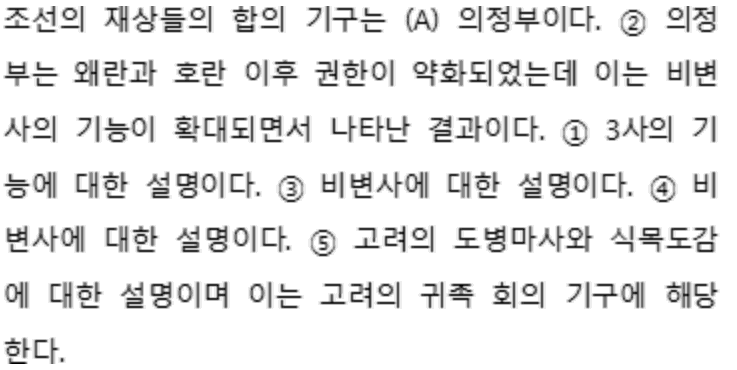 조선의 재상들의 합의 기구는 (A) 의정부이다. ② 의정
부는 왜란과 호란 이후 권한이 약화되었는데 이는 비변
사의 기능이 확대되면서 나타난 결과이다. ① 3사의 기
능에 대한 설명이다. ③ 비변사에 대한 설명이다. ④ 비
변사에 대한 설명이다. ⑤ 고려의 도병마사와 식목도감
에 대한 설명이며 이는 고려의 귀족 회의 기구에 해당
한다.